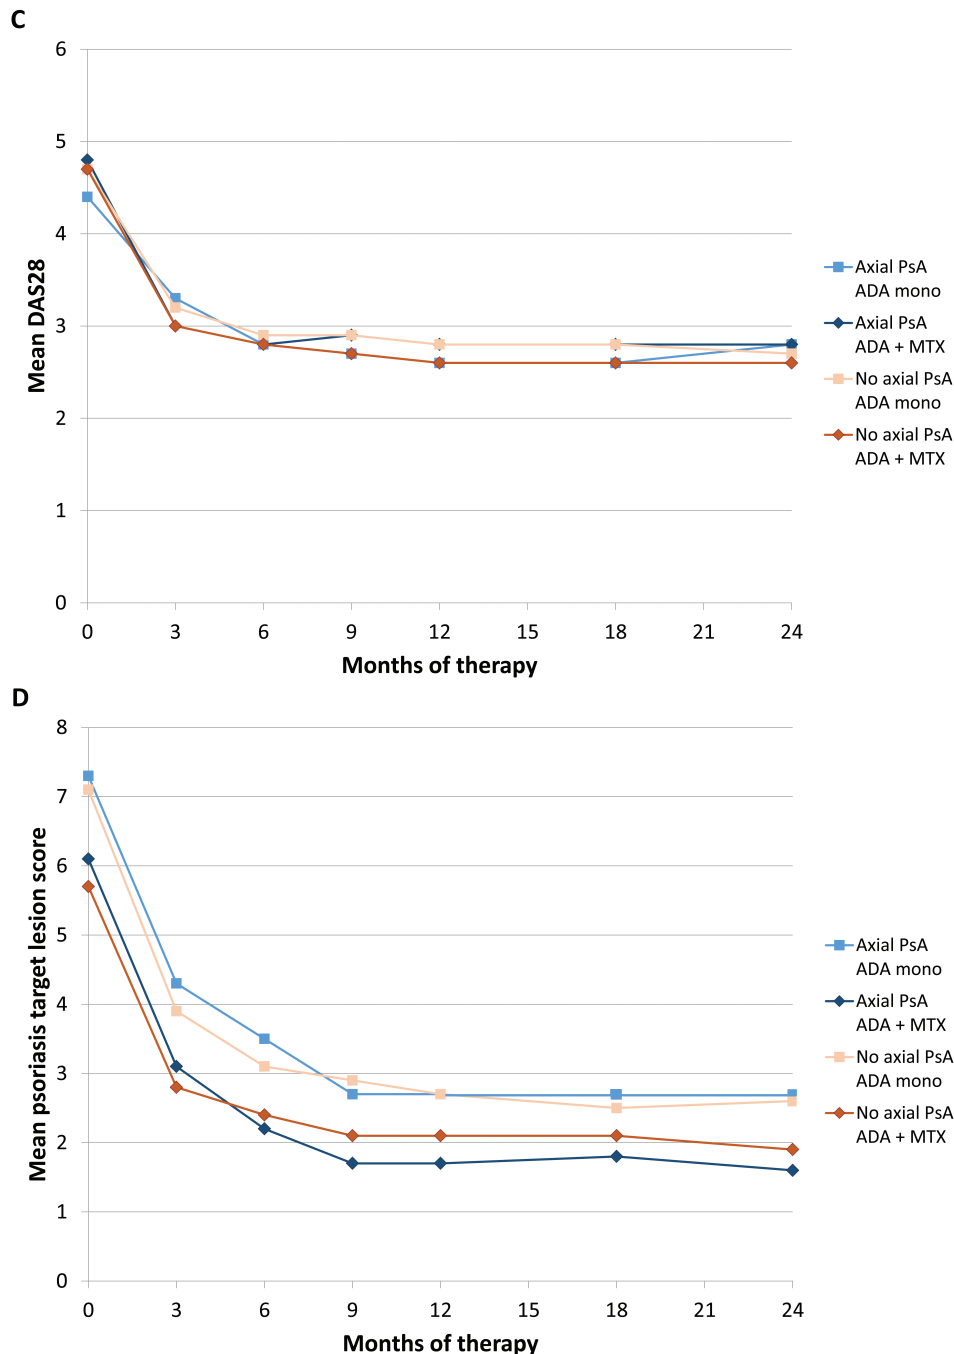 C
6
5
4
3
2
1
0
Mean DAS28
0 3 6 9 12 15 18 21 24
Months of therapy
Axial PsA
ADA mono
Axial PsA
ADA + MTX
No axial PsA
ADA mono
No axial PsA
ADA + MTX
D
8
7
6
5
4
3
2
1
0
Mean psoriasis target lesion score
0 3 6 9 12 15 18 21 24
Months of therapy
Axial PsA
ADA mono
Axial PsA
ADA + MTX
No axial PsA
ADA mono
No axial PsA
ADA + MTX